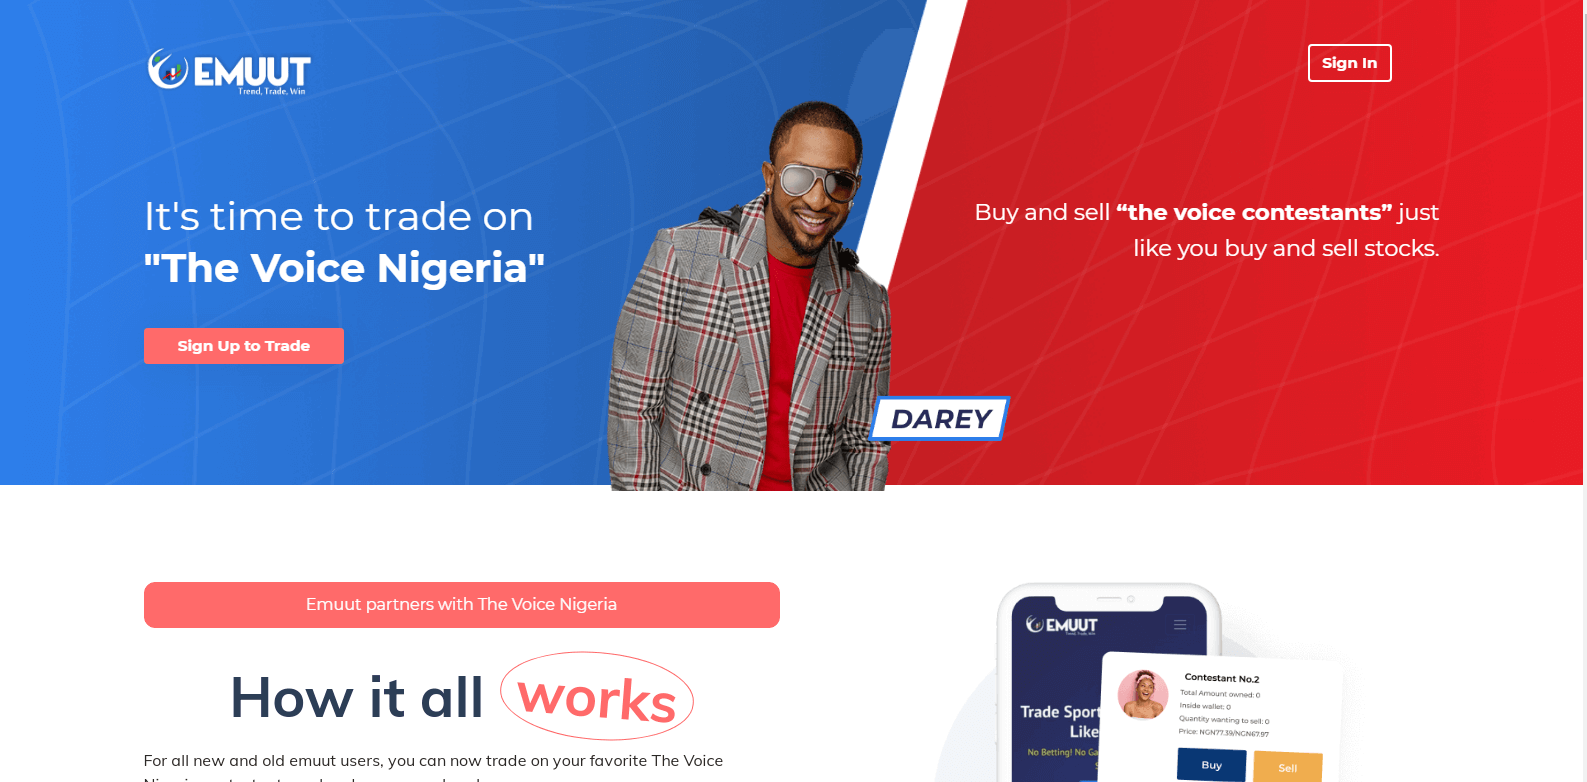 EMUUT
Trend, Trade, Win
Sign In
It's time to trade on
"The Voice Nigeria"
Sign Up to Trade
Buy and sell “the voice contestants” just
like you buy and sell stocks.
DAREY
Emuut partners with The Voice Nigeria
How it all works
For all new and old emuut users, you can now trade on your favorite The Voice
EMUUT
Trend, Trade, Win
Trade Sport
Like
No Betting! No Ga
Contestant No.2
Total Amount owned: 0
Inside wallet: 0
Quantity wanting to sell: 0
Price: NGN77.39/NGN67.97
Buy
Sell